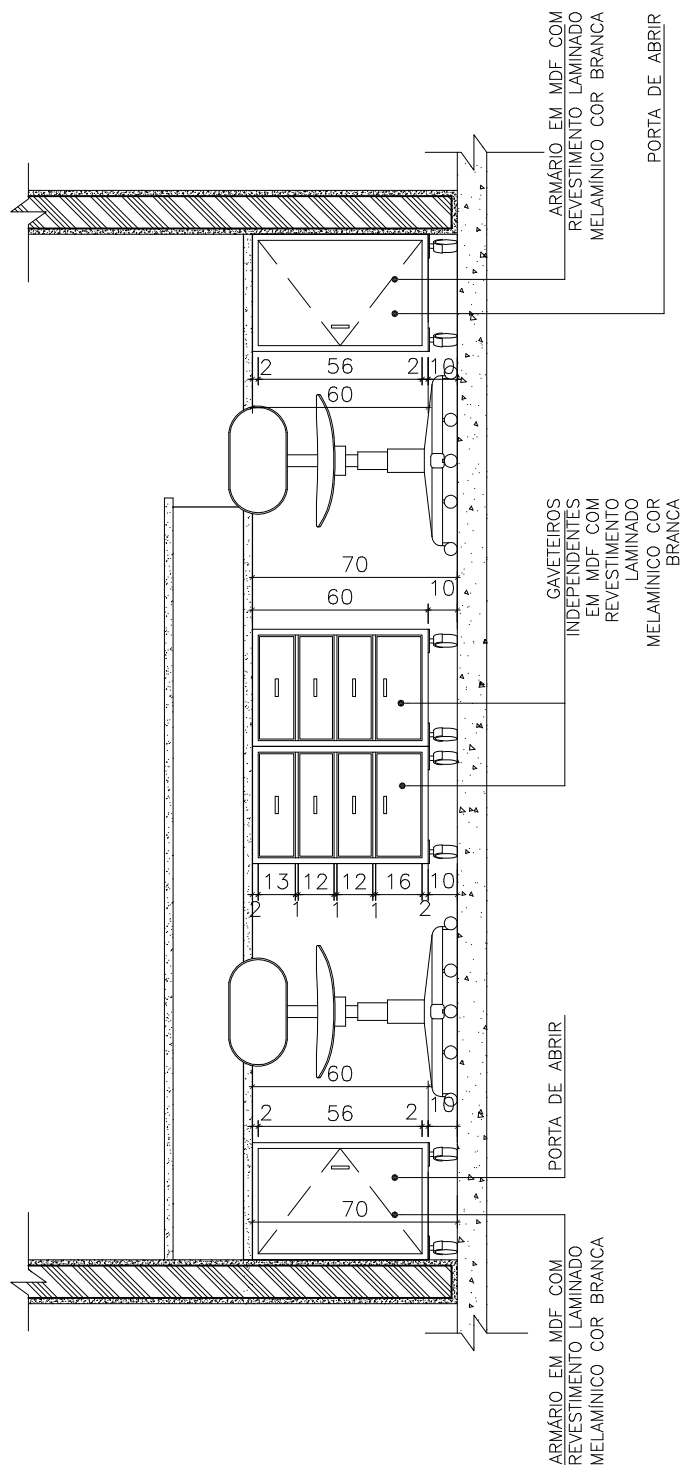 ARMÁRIO EM MDF COM
REVESTIMENTO LAMINADO
MELAMÍNICO COR BRANCA
PORTA DE ABRIR
2 56 2 10
60
70
10
60
GAVETEIROS
INDEPENDENTES
EM MDF COM
REVESTIMENTO
LAMINADO
MELAMÍNICO COR
BRANCA
13 12 12 16 10
2 1 1 1 2
60
2 56 2 10
70
PORTA DE ABRIR
ARMÁRIO EM MDF COM
REVESTIMENTO LAMINADO
MELAMÍNICO COR BRANCA